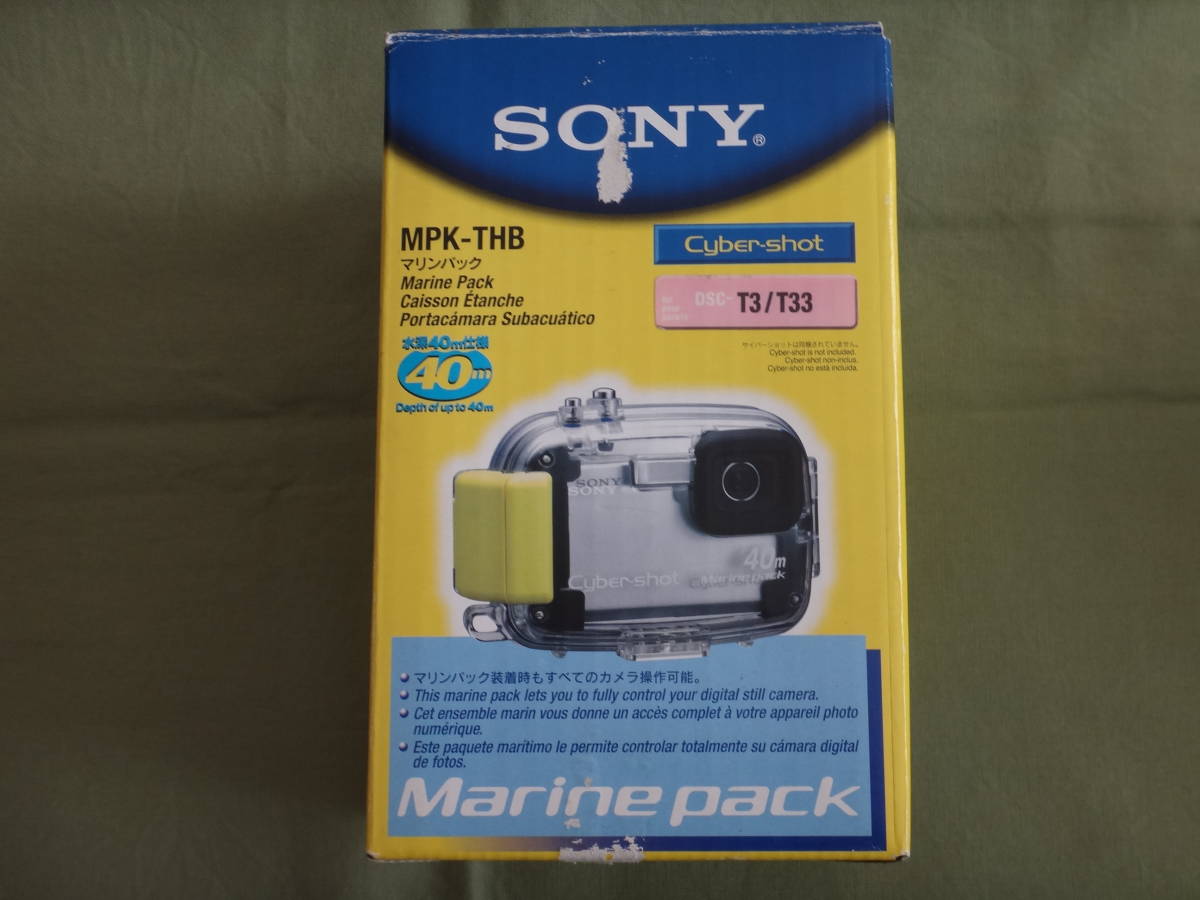 SONY®
MPK-THB
マリンパック
Marine Pack
Caisson Étanche
Portacámara Subacuático
水深40m仕様
40m
Depth of up to 40m
Cyber-shot
DSC- T3/T33
サイバーショットは同梱されていません。
Cyber-shot is not included.
Cyber-shot non-inclus.
Cyber-shot no está incluida.
SONY
SONY
40m
Cyber-shot
Marine pack
• マリンパック装着時もすべてのカメラ操作可能。
• This marine pack lets you to fully control your digital still camera.
• Cet ensemble marin vous donne un accès complet à votre appareil photo
numérique.
• Este paquete marítimo le permite controlar totalmente su cámara digital
de fotos.
Marine pack